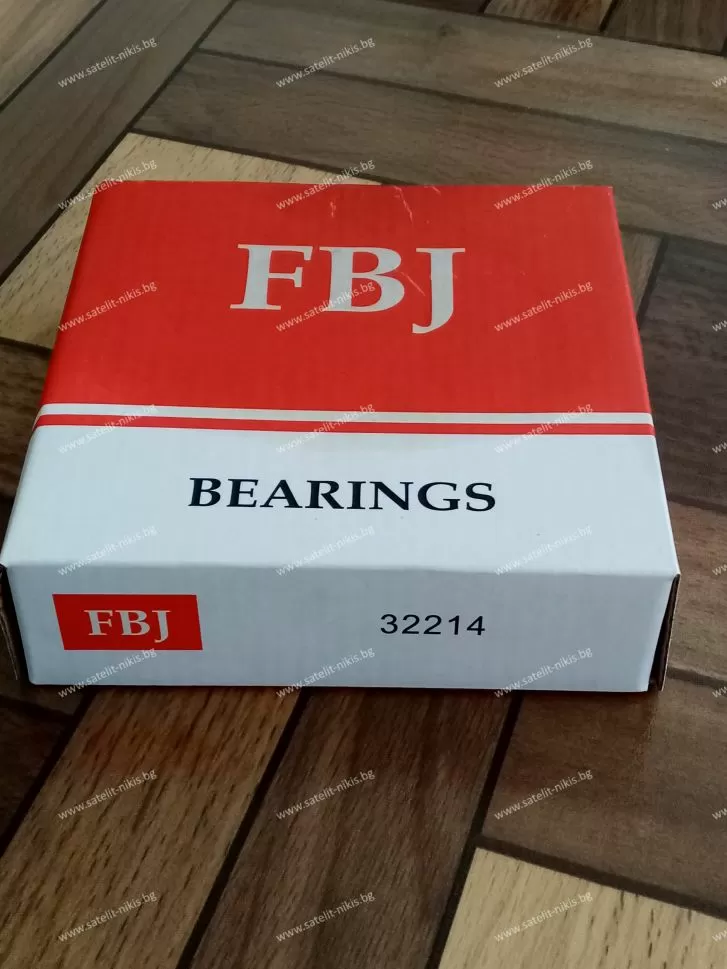 FBJ
BEARINGS
FBJ
32214
www.satelit-nikis.bg